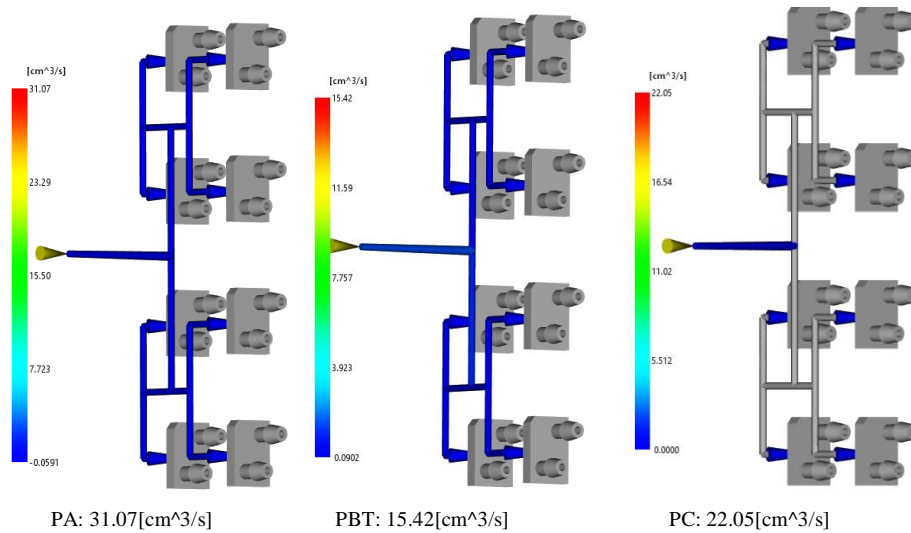 [cm^3/s]
31.07
23.29
15.50
7.723
-0.0591
[cm^3/s]
15.42
11.59
7.757
3.923
0.0902
[cm^3/s]
22.05
16.54
11.02
5.512
0.0000
PA: 31.07[cm^3/s]
PBT: 15.42[cm^3/s]
PC: 22.05[cm^3/s]